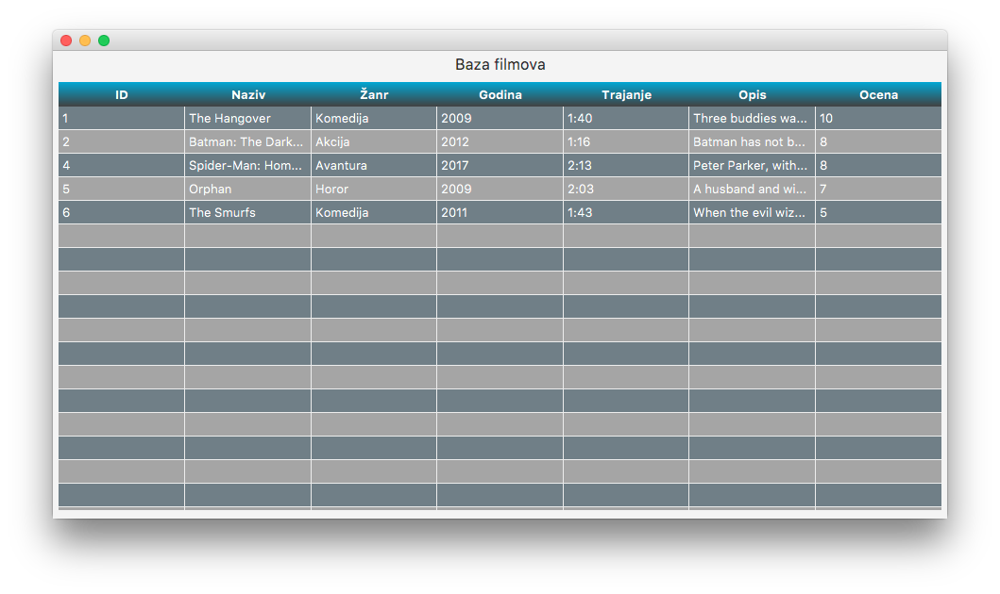 Baza filmova
ID Naziv Žanr Godina Trajanje Opis Ocena
1 The Hangover Komedija 2009 1:40 Three buddies wa... 10
2 Batman: The Dark... Akcija 2012 1:16 Batman has not b... 8
4 Spider-Man: Hom... Avantura 2017 2:13 Peter Parker, with... 8
5 Orphan Horor 2009 2:03 A husband and wi... 7
6 The Smurfs Komedija 2011 1:43 When the evil wiz... 5